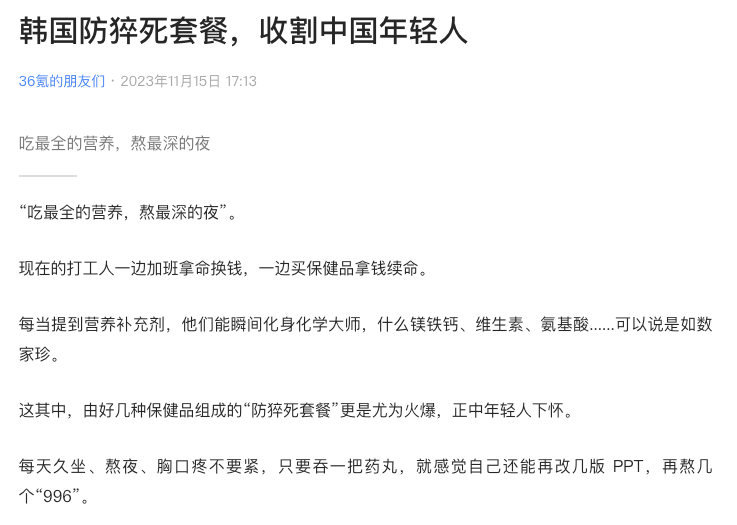 韩国防猝死套餐，收割中国年轻人
36氪的朋友们 · 2023年11月15日 17:13
吃最全的营养，熬最深的夜
“吃最全的营养，熬最深的夜”。
现在的打工人一边加班拿命换钱，一边买保健品拿钱续命。
每当提到营养补充剂，他们能瞬间化身化学大师，什么镁铁钙、维生素、氨基酸……可以说是如数
家珍。
这其中，由好几种保健品组成的“防猝死套餐”更是尤为火爆，正中年轻人下怀。
每天久坐、熬夜、胸口疼不要紧，只要吞一把药丸，就感觉自己还能再改几版 PPT，再熬几
个“996”。